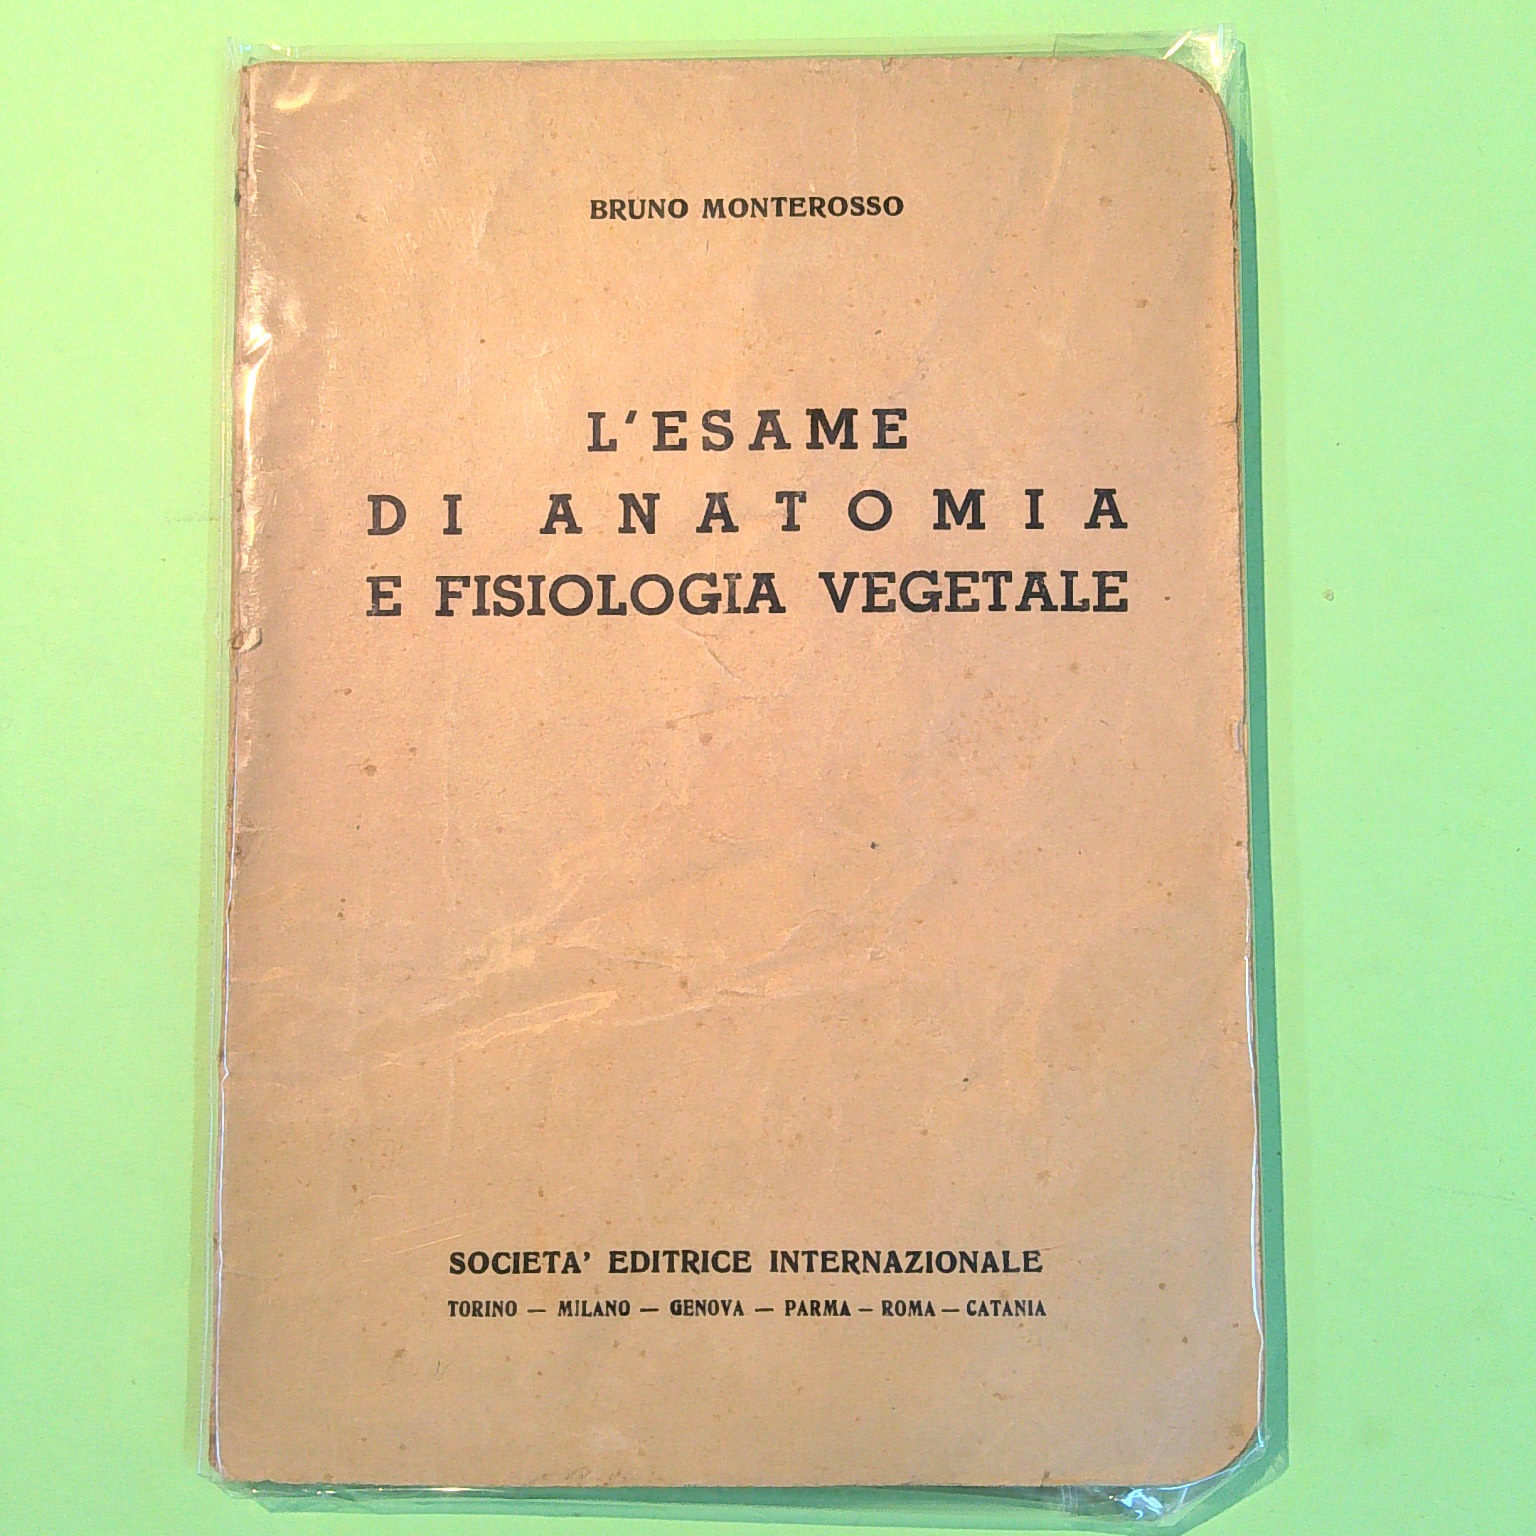 BRUNO MONTEROSSO
L'ESAME
DI ANATOMIA
E FISIOLOGIA VEGETALE
SOCIETA' EDITRICE INTERNAZIONALE
TORINO — MILANO — GENOVA — PARMA — ROMA — CATANIA